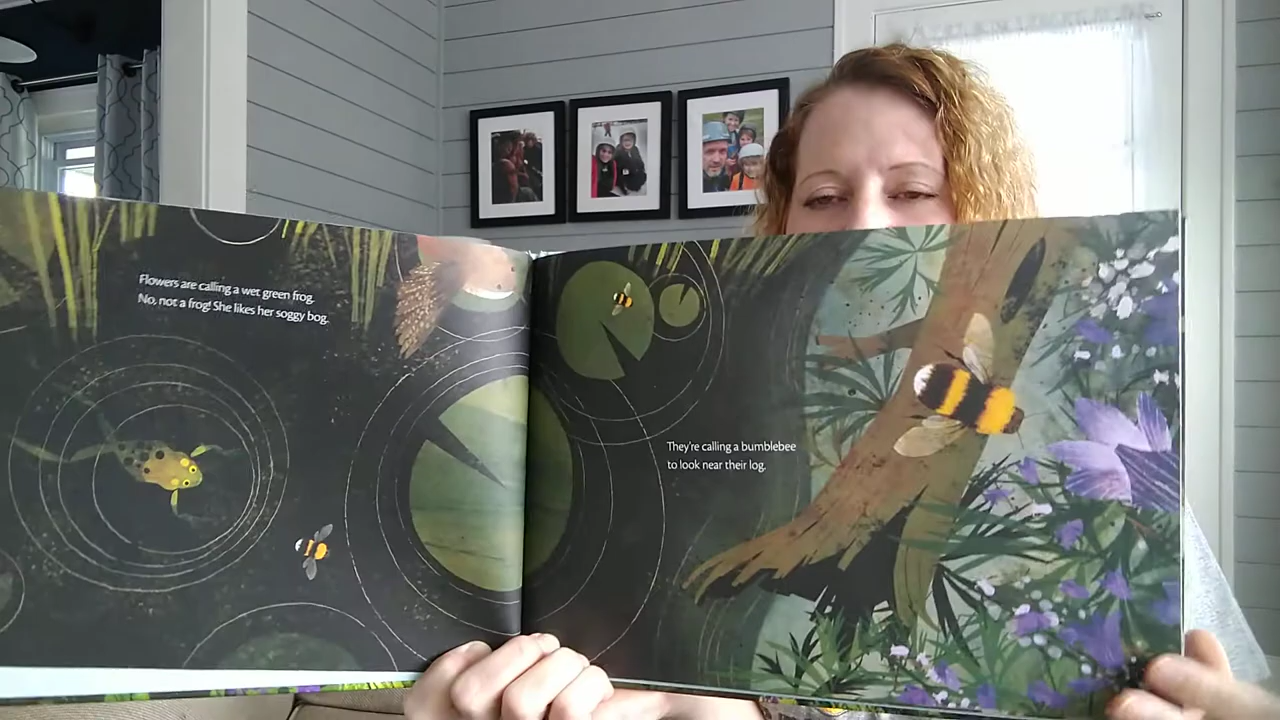 Flowers are calling a wet green frog.
No, not a frog! She likes her soggy bog.
They're calling a bumblebee
to look near their log.